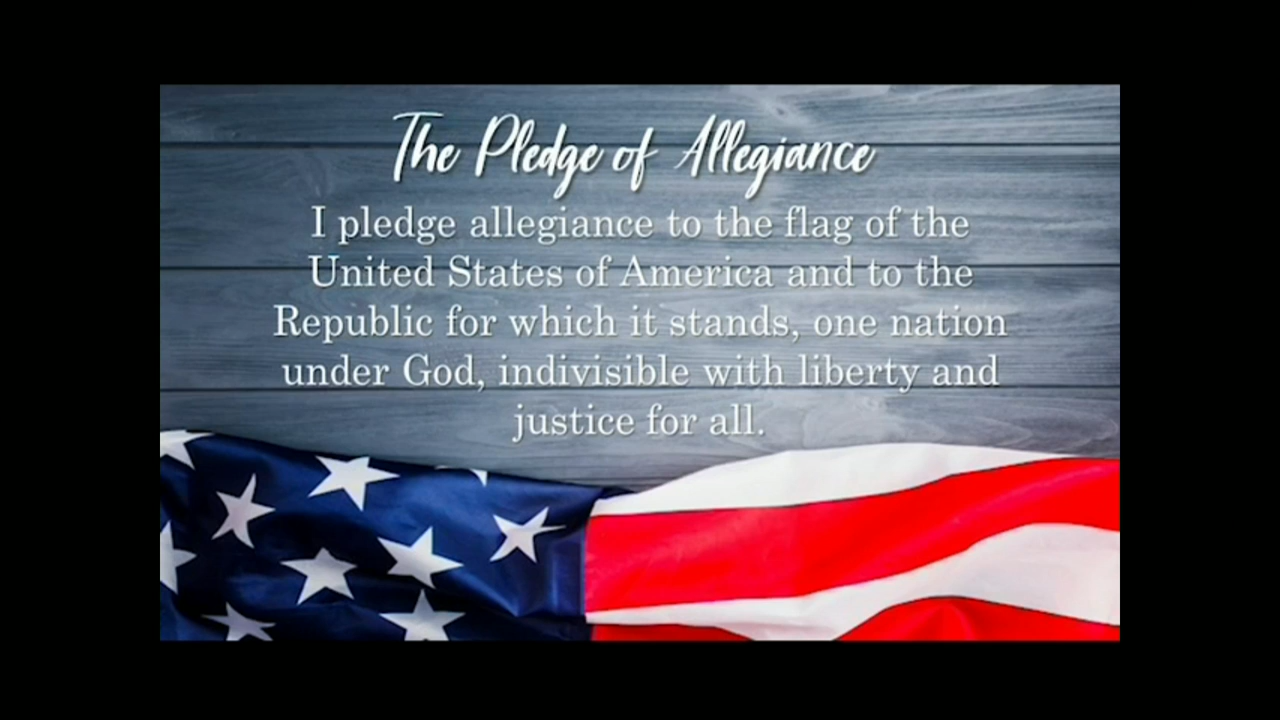 The Pledge of Allegiance
I pledge allegiance to the flag of the
United States of America and to the
Republic for which it stands, one nation
under God, indivisible with liberty and
justice for all.